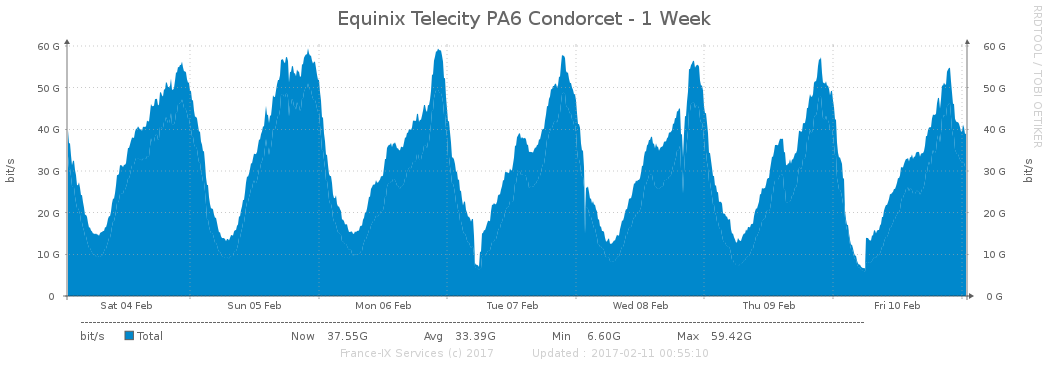 Equinix Telecity PA6 Condorcet - 1 Week
RRDTOOL / TOBI OETIKER
bit/s
60 G 60 G
50 G 50 G
40 G 40 G
30 G 30 G
20 G 20 G
10 G 10 G
0 0 G
bit/s
Sat 04 Feb Sun 05 Feb Mon 06 Feb Tue 07 Feb Wed 08 Feb Thu 09 Feb Fri 10 Feb
bit/s Total Now 37.55G Avg 33.39G Min 6.60G Max 59.42G
France-IX Services (c) 2017 Updated : 2017-02-11 00:55:10